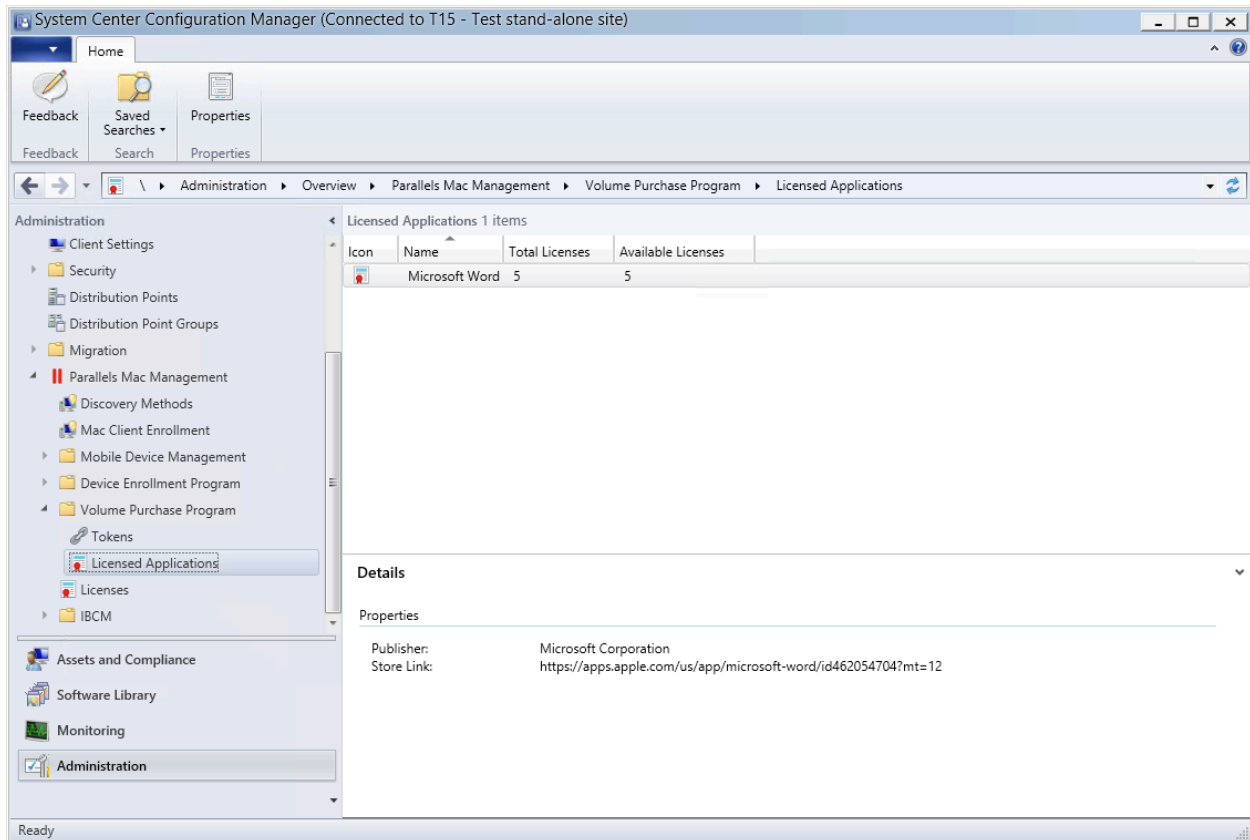 System Center Configuration Manager (Connected to T15 - Test stand-alone site)
Home
Feedback
Saved Searches
Properties
Feedback
Search
Properties
\ Administration Overview Parallels Mac Management Volume Purchase Program Licensed Applications
Administration
Client Settings
Security
Distribution Points
Distribution Point Groups
Migration
Parallels Mac Management
Discovery Methods
Mac Client Enrollment
Mobile Device Management
Device Enrollment Program
Volume Purchase Program
Tokens
Licensed Applications
Licenses
IBCM
Assets and Compliance
Software Library
Monitoring
Administration
Licensed Applications 1 items
Icon Name Total Licenses Available Licenses
Microsoft Word 5 5
Details
Properties
Publisher: Microsoft Corporation
Store Link: https://apps.apple.com/us/app/microsoft-word/id462054704?mt=12
Ready